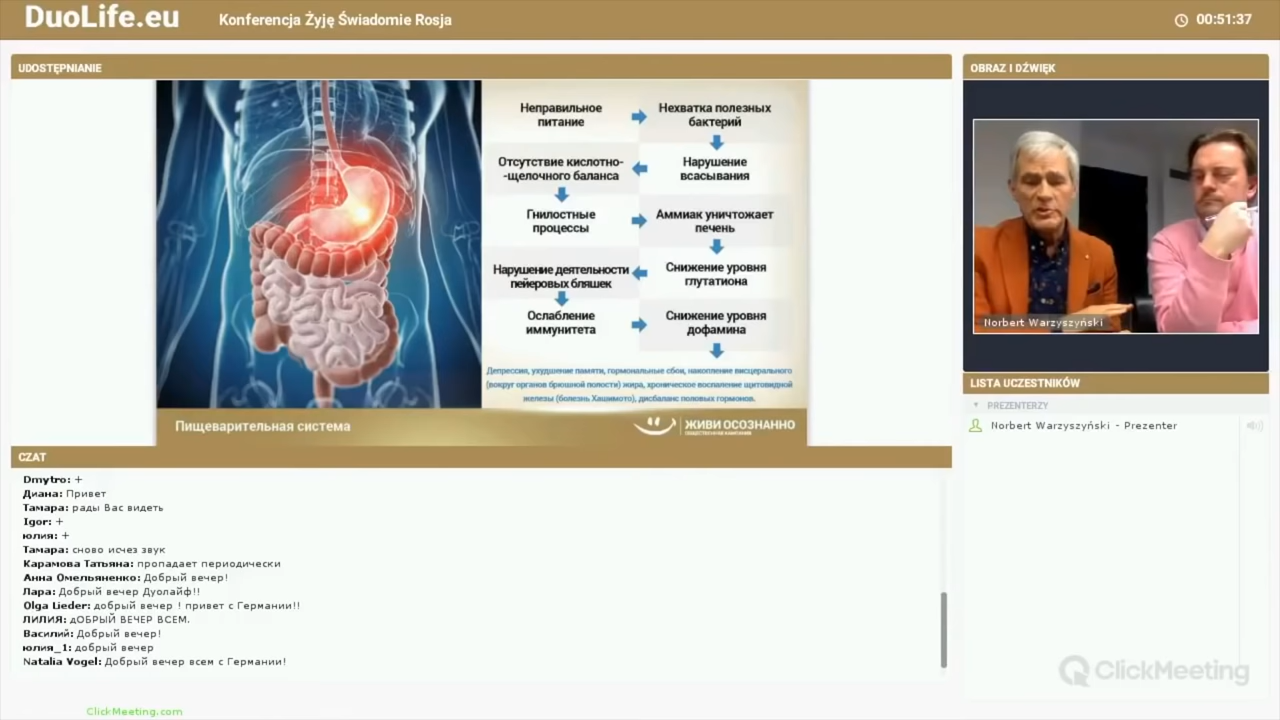 DuoLife.eu
Konferencja Żyję Świadomie Rosja
00:51:37
UDOSTĘPNIANIE
Неправильное
питание
Нехватка полезных
бактерий
Отсутствие кислотно-
-щелочного баланса
Нарушение
всасывания
Гнилостные
процессы
Аммиак уничтожает
печень
Нарушение деятельности
пейеровых бляшек
Снижение уровня
глутатиона
Ослабление
иммунитета
Снижение уровня
дофамина
Депрессия, ухудшение памяти, гормональные сбои, накопление висцерального
(вокруг органов брюшной полости) жира, хроническое воспаление щитовидной
железы (болезнь Хашимото), дисбаланс половых гормонов.
Пищеварительная система
ЖИВИ ОСОЗНАННО
OBRAZ I DŹWIĘK
Norbert Warzyszyński
LISTA UCZESTNIKÓW
PREZENTERZY
Norbert Warzyszyński - Prezenter
CZAT
Dmytro: +
Диана: Привет
Тамара: рады Вас видеть
Igor: +
юлия: +
Тамара: сново исчез звук
Карамова Татьяна: пропадает периодически
Анна Омельяненко: Добрый вечер!
Лара: Добрый вечер Дуолайф!!
Olga Lieder: добрый вечер ! привет с Германии!!
ЛИЛИЯ: дОБРЫЙ ВЕЧЕР ВСЕМ.
Василий: Добрый вечер!
юлия_1: добрый вечер
Natalia Vogel: Добрый вечер всем с Германии!
ClickMeeting
ClickMeeting.com